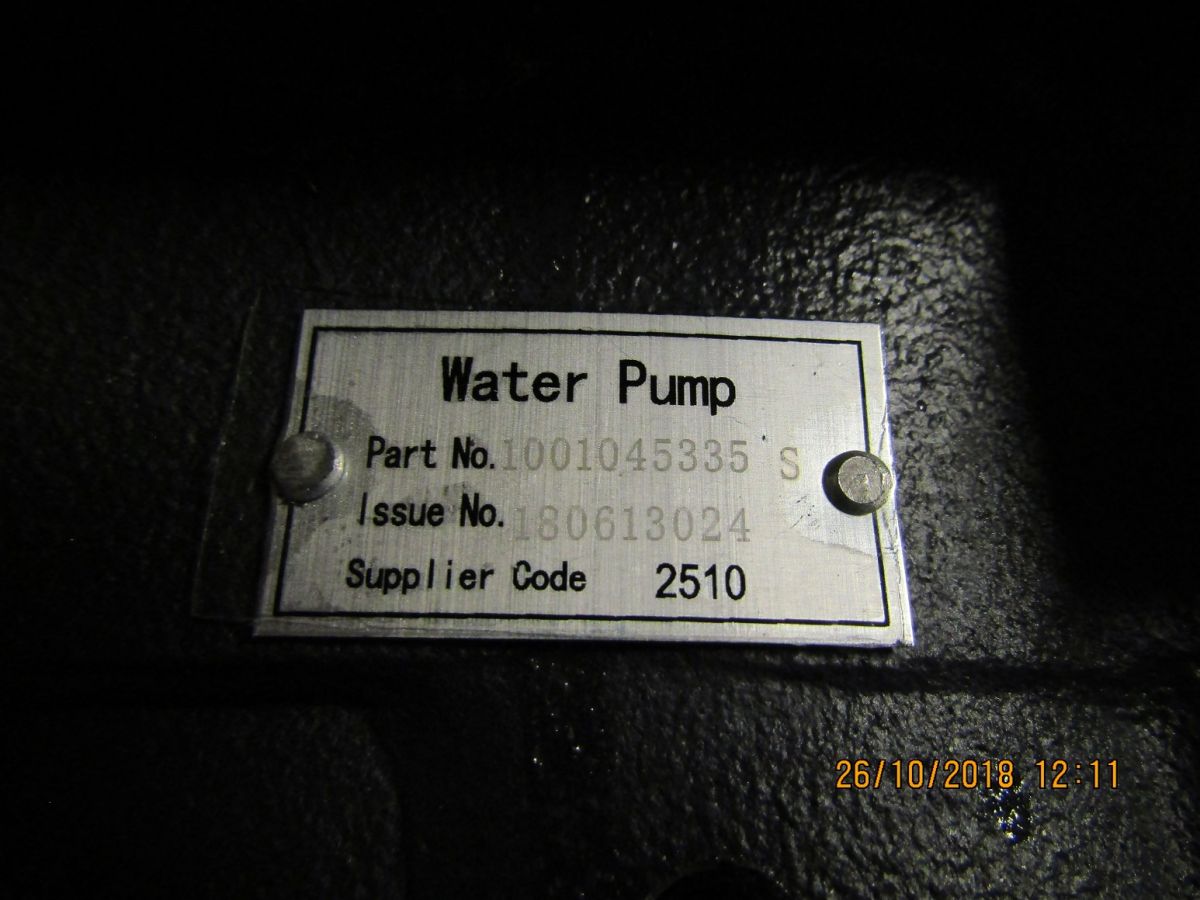 Water Pump
Part No. 1001045335 S
Issue No. 180613024
Supplier Code 2510
26/10/2018 12:11